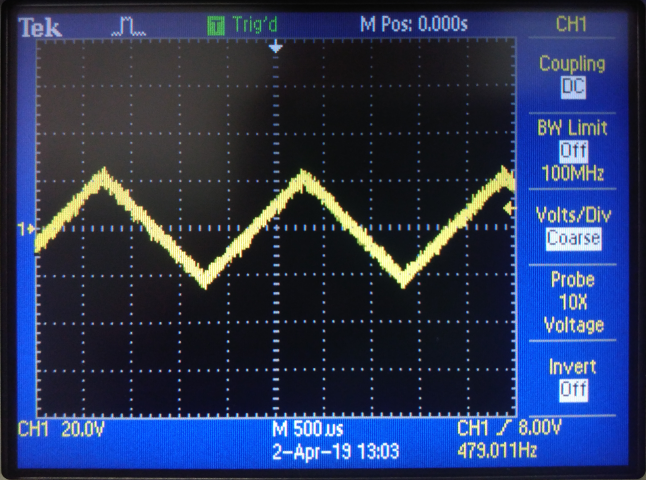 Tek T Trig'd M Pos: 0.000s CH1
Coupling
DC
BW Limit
Off
100MHz
1
Volts/Div
Coarse
Probe
10X
Voltage
Invert
Off
CH1 20.0V M 500µs CH1 / 8.00V
2-Apr-19 13:03 479.011Hz